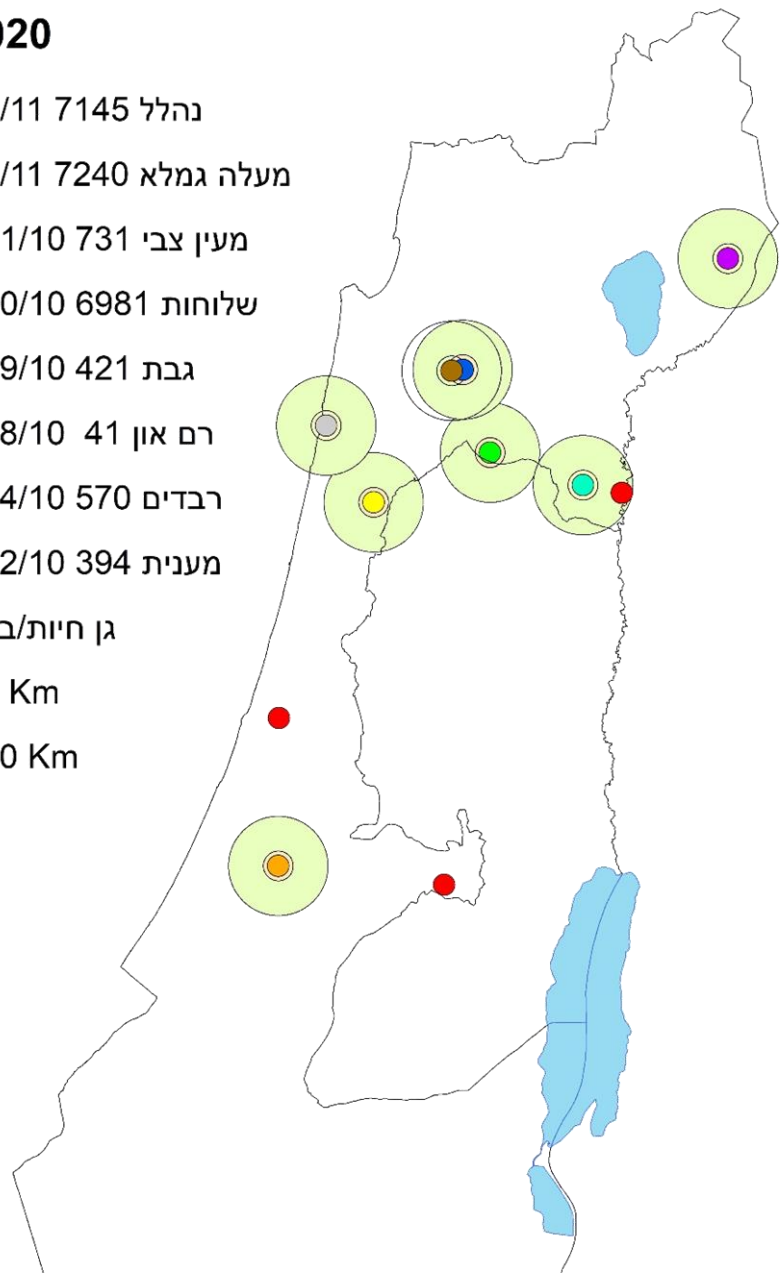 020
נהלל 7145 11/
מעלה גמלא 7240 11/
מעין צבי 731 1/10
שלוחות 6981 0/10
גבת 421 9/10
רם און 41 8/10
רבדים 570 4/10
מענית 394 2/10
גן חיות/ב
Km
0 Km